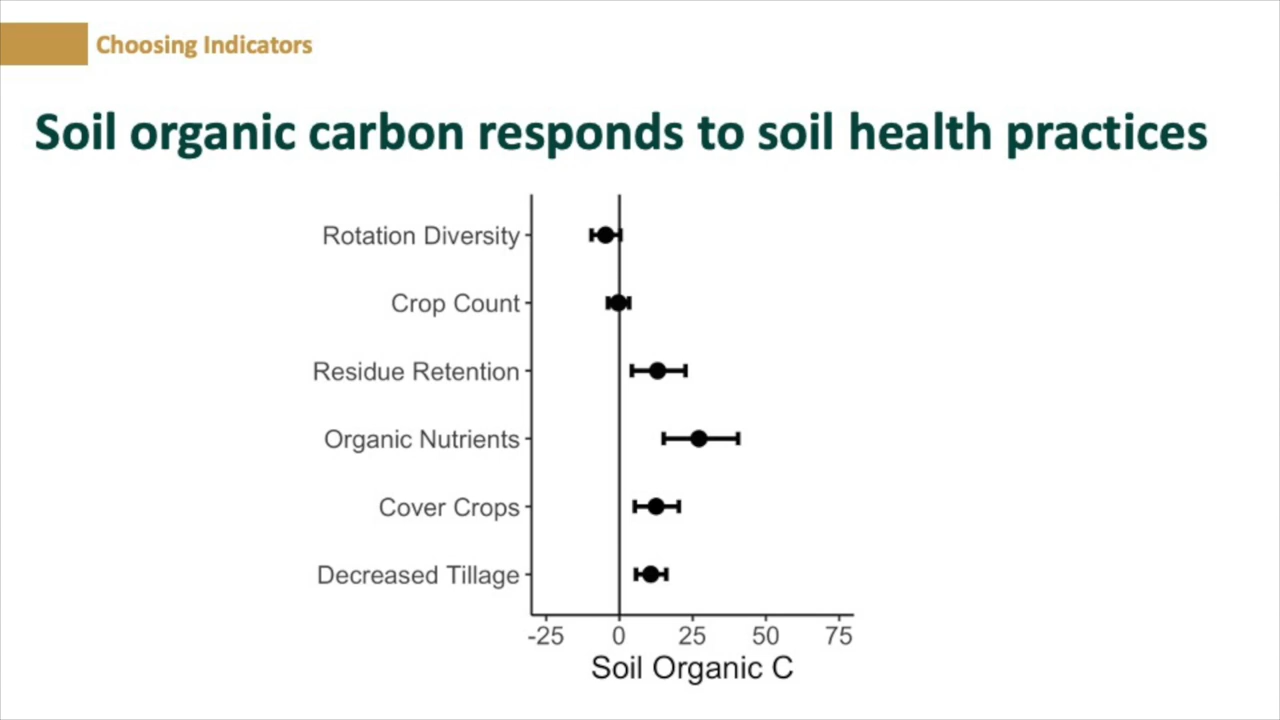 Choosing Indicators
Soil organic carbon responds to soil health practices
Rotation Diversity
Crop Count
Residue Retention
Organic Nutrients
Cover Crops
Decreased Tillage
-25 0 25 50 75
Soil Organic C